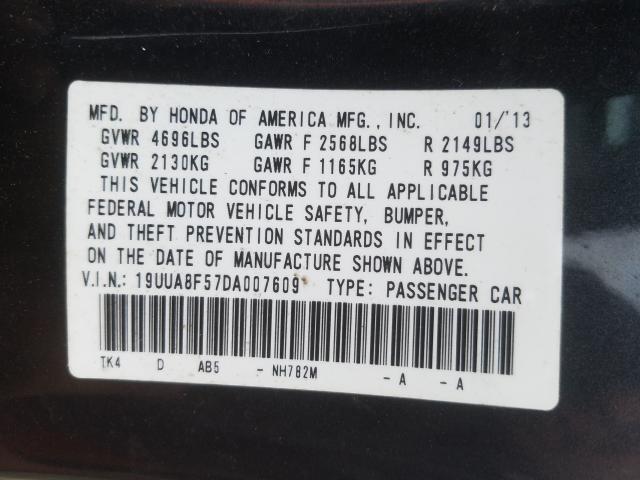 MFD. BY HONDA OF AMERICA MFG., INC. 01/'13
GVWR 4696LBS GAWR F 2568LBS R 2149LBS
GVWR 2130KG GAWR F 1165KG R 975KG
THIS VEHICLE CONFORMS TO ALL APPLICABLE
FEDERAL MOTOR VEHICLE SAFETY, BUMPER,
AND THEFT PREVENTION STANDARDS IN EFFECT
ON THE DATE OF MANUFACTURE SHOWN ABOVE.
V.I.N.: 19UUA8F57DA007609 TYPE: PASSENGER CAR
TK4 D AB5 - NH782M - A - A